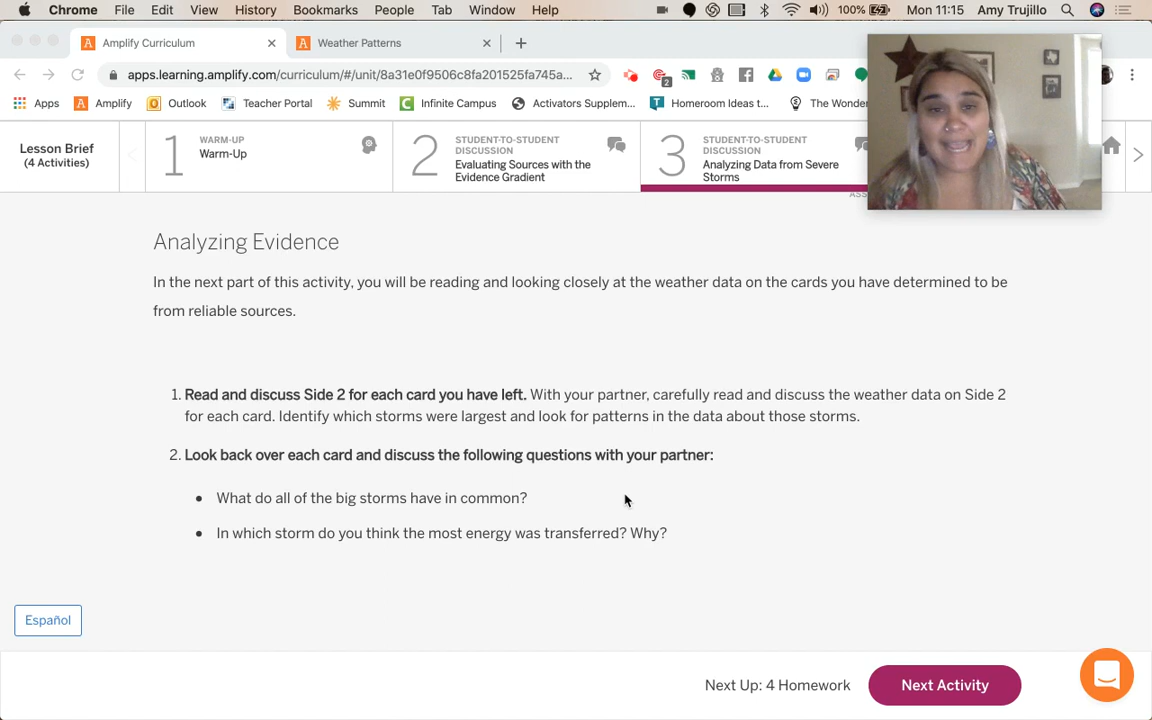 Chrome File Edit View History Bookmarks People Tab Window Help 100% Mon 11:15 Amy Trujillo
Amplify Curriculum Weather Patterns
apps.learning.amplify.com/curriculum/#/unit/8a31e0f9506c8fa201525fa745a... 2
Apps Amplify Outlook Teacher Portal Summit Infinite Campus Activators Supplem... Homeroom Ideas t... The Wonder
Lesson Brief
(4 Activities)
1
WARM-UP
Warm-Up
2
STUDENT-TO-STUDENT
DISCUSSION
Evaluating Sources with the
Evidence Gradient
3
STUDENT-TO-STUDENT
DISCUSSION
Analyzing Data from Severe
Storms
ASS
Analyzing Evidence
In the next part of this activity, you will be reading and looking closely at the weather data on the cards you have determined to be
from reliable sources.
1. Read and discuss Side 2 for each card you have left. With your partner, carefully read and discuss the weather data on Side 2
for each card. Identify which storms were largest and look for patterns in the data about those storms.
2. Look back over each card and discuss the following questions with your partner:
• What do all of the big storms have in common?
• In which storm do you think the most energy was transferred? Why?
Español
Next Up: 4 Homework Next Activity